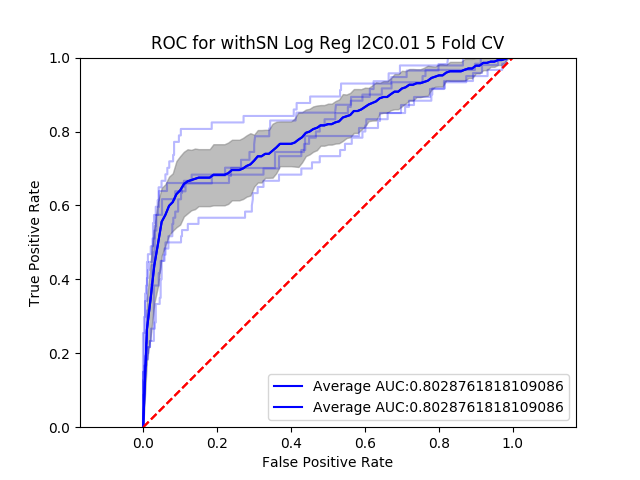 ROC for withSN Log Reg l2C0.01 5 Fold CV
True Positive Rate
1.0
0.8
0.6
0.4
0.2
0.0
Average AUC:0.8028761818109086
Average AUC:0.8028761818109086
0.0 0.2 0.4 0.6 0.8 1.0
False Positive Rate